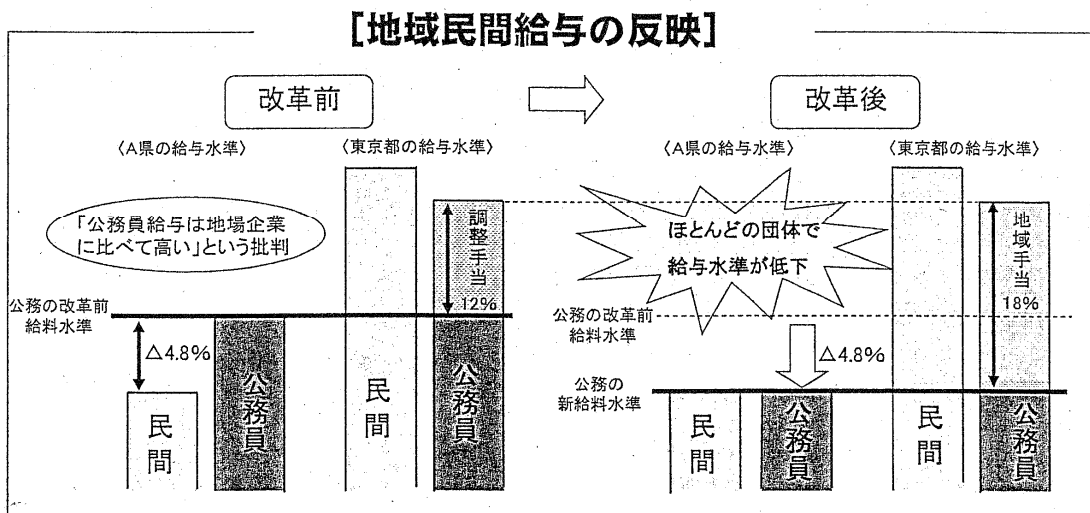 [地域民間給与の反映]
改革前
改革後
〈A県の給与水準〉
〈東京都の給与水準〉
〈A県の給与水準〉
〈東京都の給与水準〉
「公務員給与は地場企業
に比べて高い」という批判
調整手当
12%
ほとんどの団体で
給与水準が低下
地域手当
18%
公務の改革前
給料水準
公務の改革前
給料水準
△4.8%
△4.8%
公務の
新給料水準
民間
公務員
民間
公務員
民間
公務員
民間
公務員